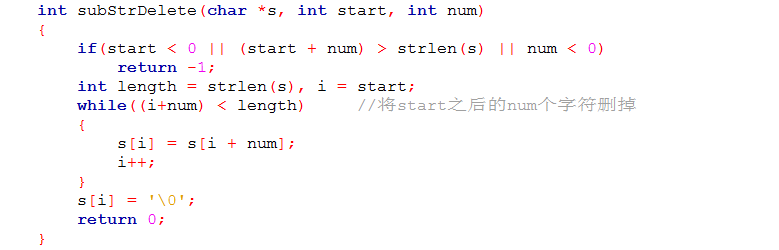 int subStrDelete(char *s, int start, int num)
{
    if(start < 0 || (start + num) > strlen(s) || num < 0)
        return -1;
    int length = strlen(s), i = start;
    while((i+num) < length)     //将start之后的num个字符删掉
    {
        s[i] = s[i + num];
        i++;
    }
    s[i] = '\0';
    return 0;
}